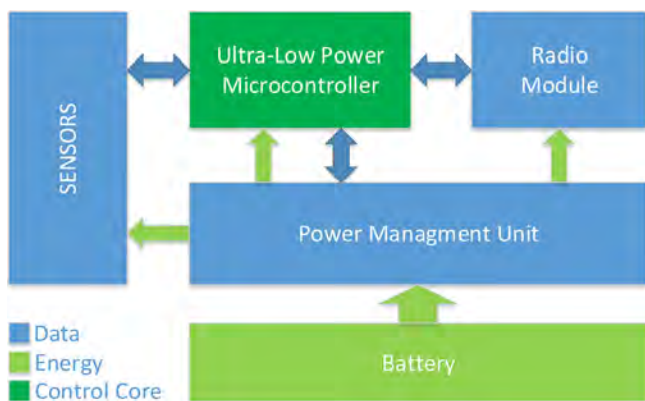 Ultra-Low Power
Microcontroller
Radio
Module
SENSORS
Power Managment Unit
Battery
Data
Energy
Control Core